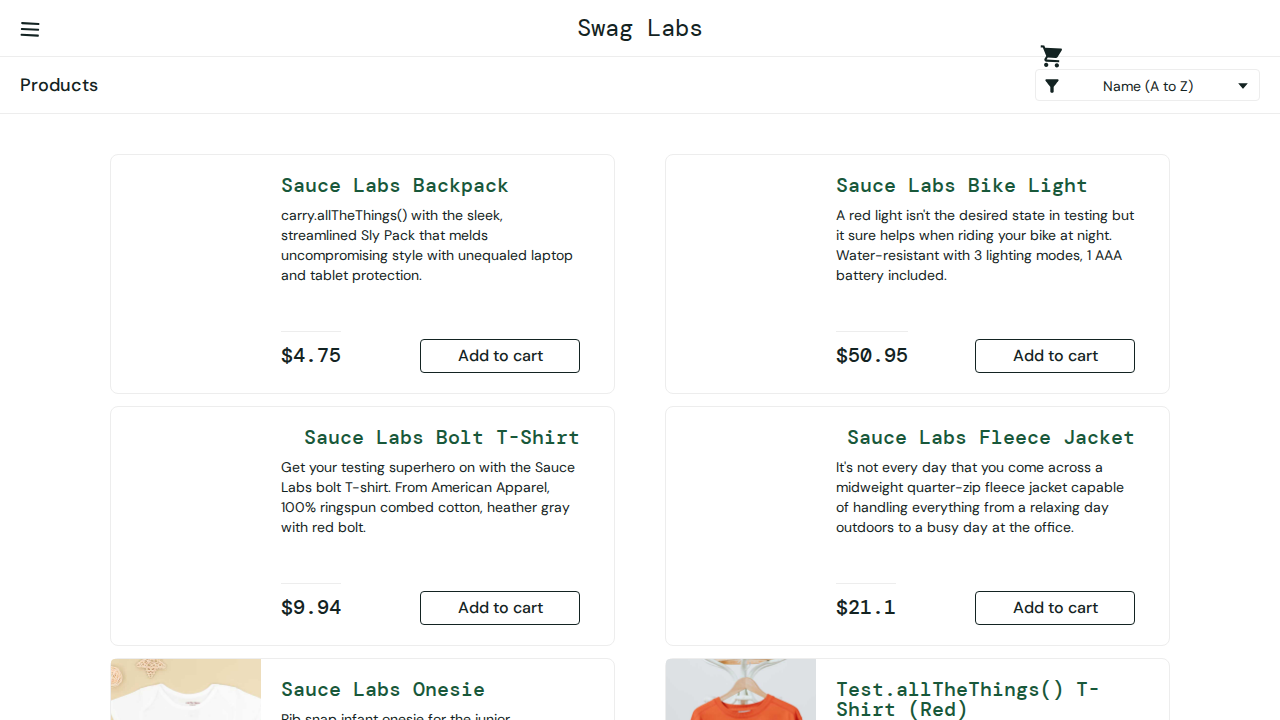 Swag Labs
Products
Name (A to Z)
Sauce Labs Backpack
carry.allTheThings() with the sleek,
streamlined Sly Pack that melds
uncompromising style with unequaled laptop
and tablet protection.
$4.75
Add to cart
Sauce Labs Bike Light
A red light isn't the desired state in testing but
it sure helps when riding your bike at night.
Water-resistant with 3 lighting modes, 1 AAA
battery included.
$50.95
Add to cart
Sauce Labs Bolt T-Shirt
Get your testing superhero on with the Sauce
Labs bolt T-shirt. From American Apparel,
100% ringspun combed cotton, heather gray
with red bolt.
$9.94
Add to cart
Sauce Labs Fleece Jacket
It's not every day that you come across a
midweight quarter-zip fleece jacket capable
of handling everything from a relaxing day
outdoors to a busy day at the office.
$21.1
Add to cart
Sauce Labs Onesie
Rib snap infant onesie for the junior
Test.allTheThings() T-
Shirt (Red)